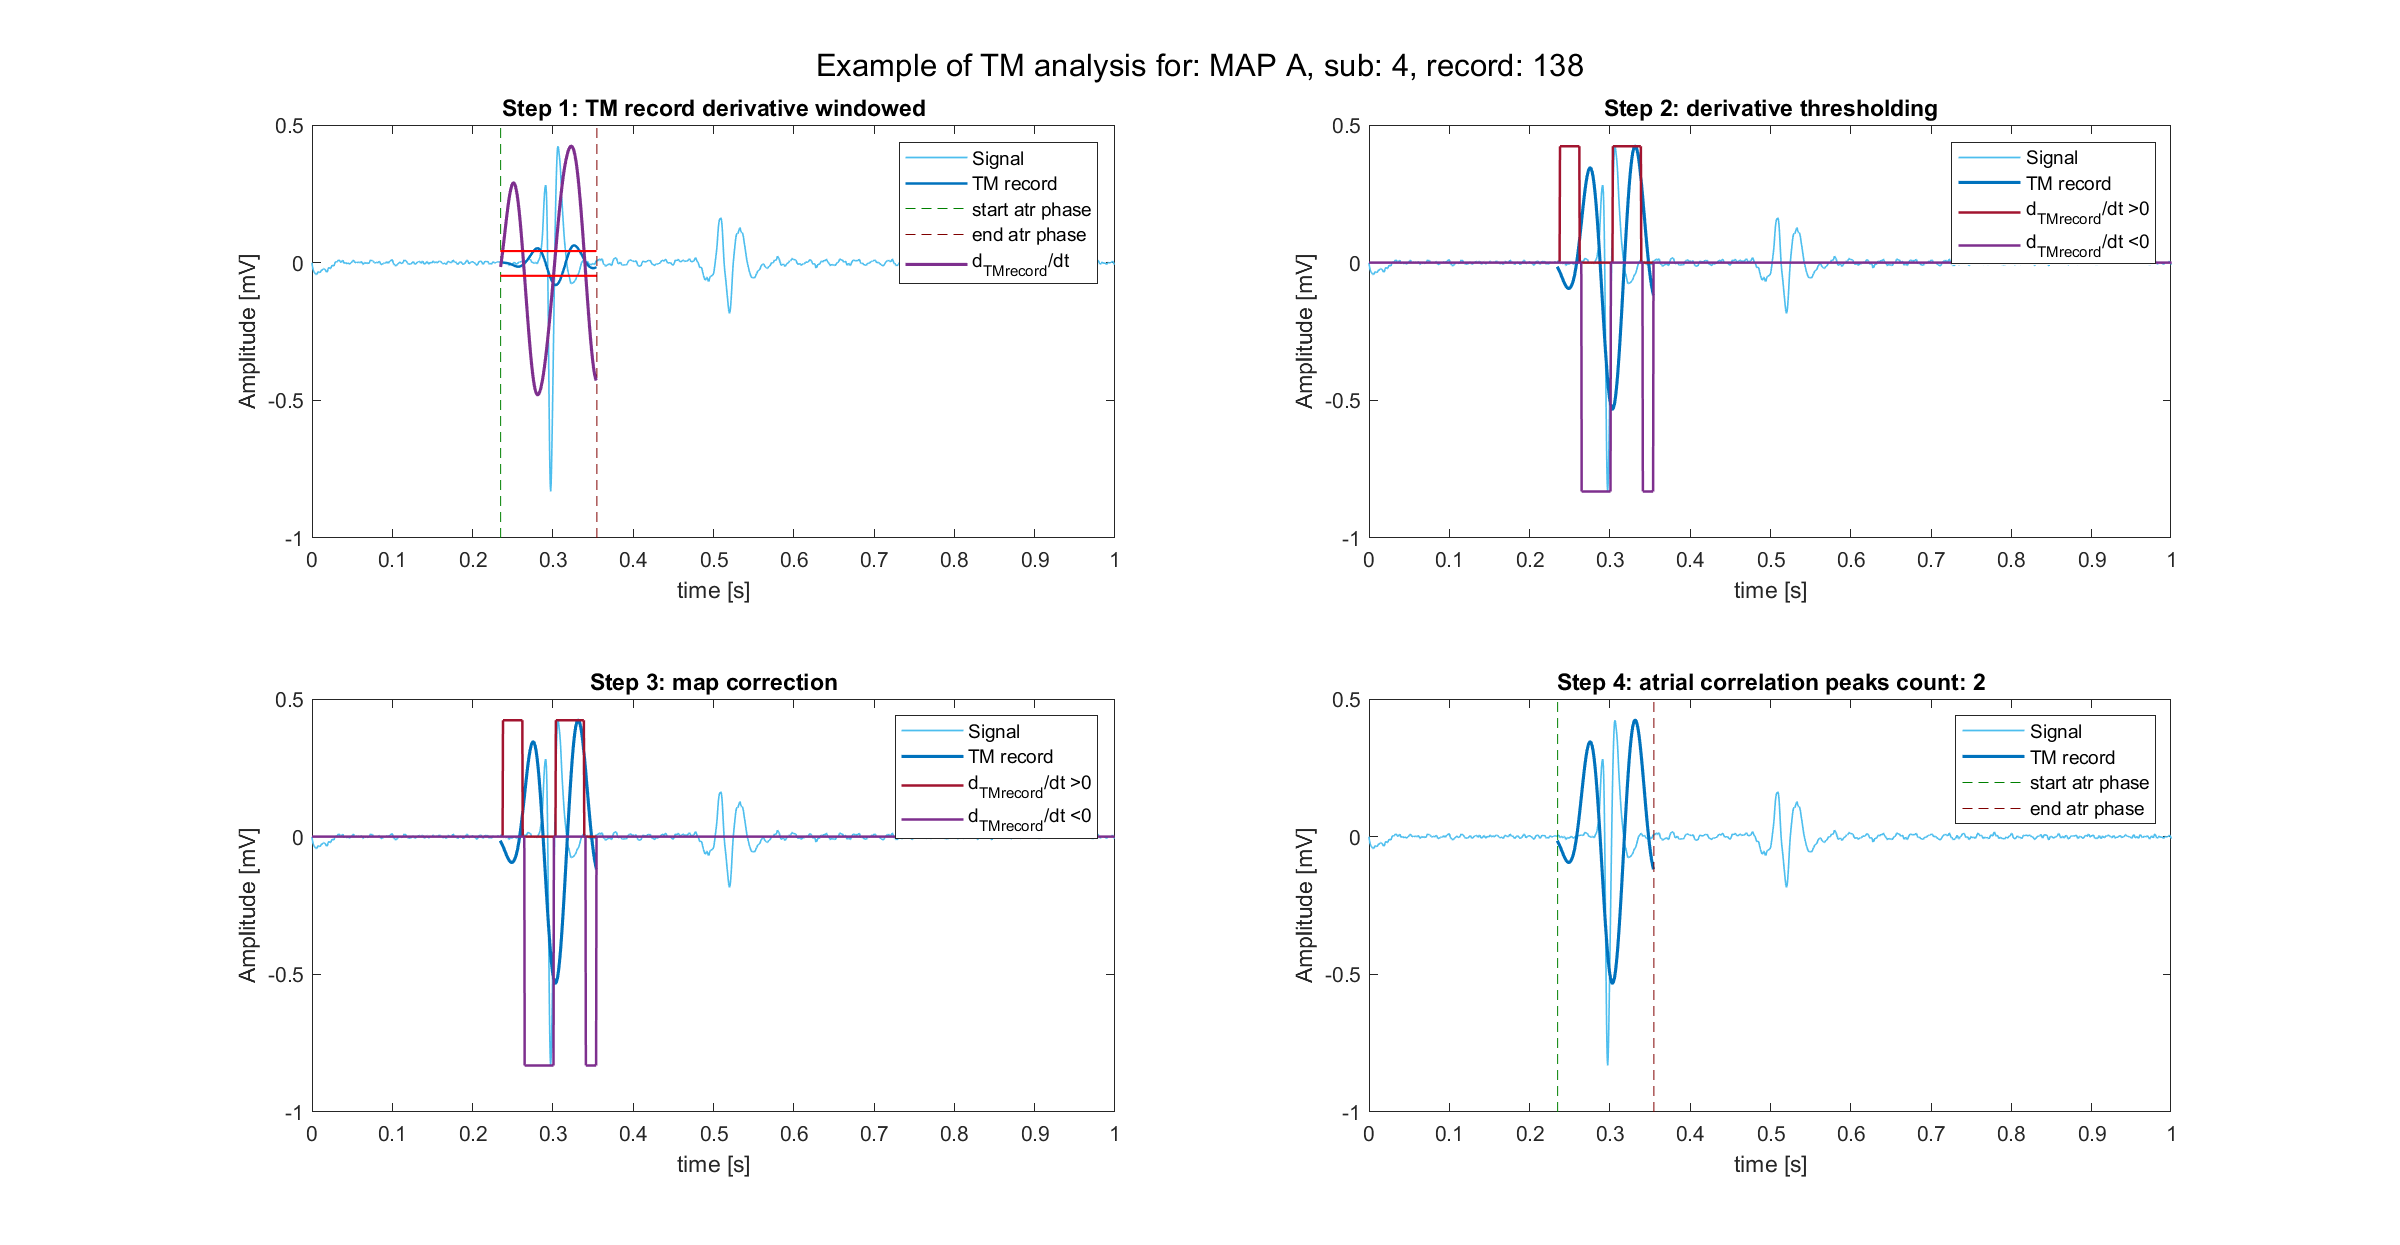 Example of TM analysis for: MAP A, sub: 4, record: 138
Step 1: TM record derivative windowed
0.5
0
-0.5
-1
Amplitude [mV]
0 0.1 0.2 0.3 0.4 0.5 0.6 0.7 0.8 0.9 1
time [s]
Signal
TM record
start atr phase
end atr phase
dTMrecord/dt
Step 2: derivative thresholding
0.5
0
-0.5
-1
Amplitude [mV]
0 0.1 0.2 0.3 0.4 0.5 0.6 0.7 0.8 0.9 1
time [s]
Signal
TM record
dTMrecord/dt >0
dTMrecord/dt <0
Step 3: map correction
0.5
0
-0.5
-1
Amplitude [mV]
0 0.1 0.2 0.3 0.4 0.5 0.6 0.7 0.8 0.9 1
time [s]
Signal
TM record
dTMrecord/dt >0
dTMrecord/dt <0
Step 4: atrial correlation peaks count: 2
0.5
0
-0.5
-1
Amplitude [mV]
0 0.1 0.2 0.3 0.4 0.5 0.6 0.7 0.8 0.9 1
time [s]
Signal
TM record
start atr phase
end atr phase